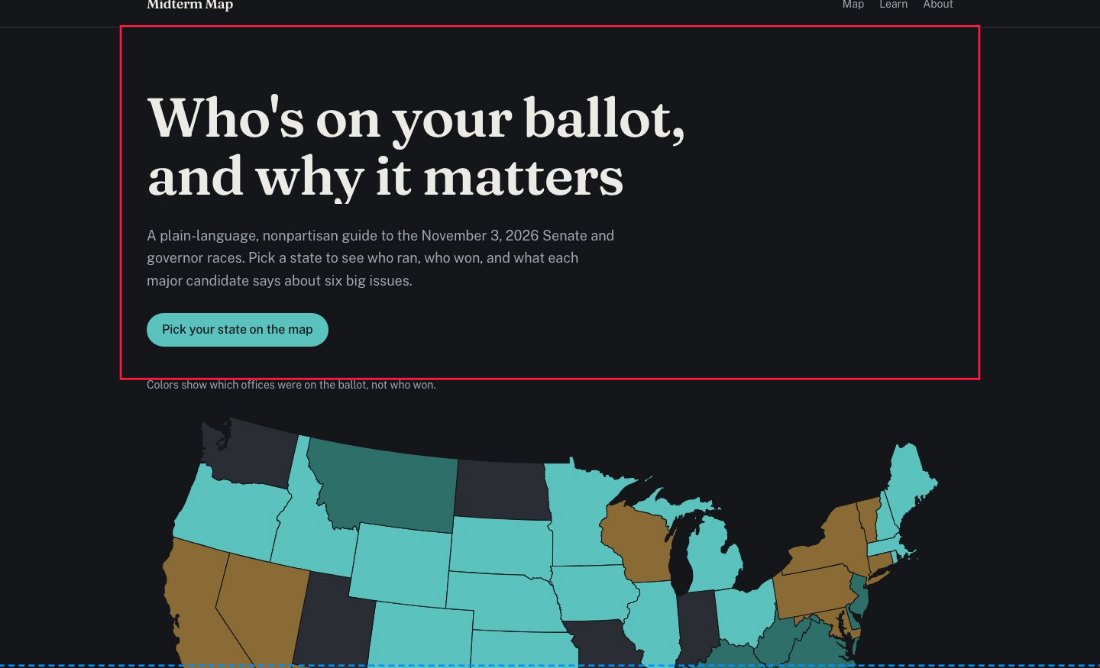 Midterm Map
Map Learn About
Who's on your ballot,
and why it matters
A plain-language, nonpartisan guide to the November 3, 2026 Senate and
governor races. Pick a state to see who ran, who won, and what each
major candidate says about six big issues.
Pick your state on the map
Colors show which offices were on the ballot, not who won.